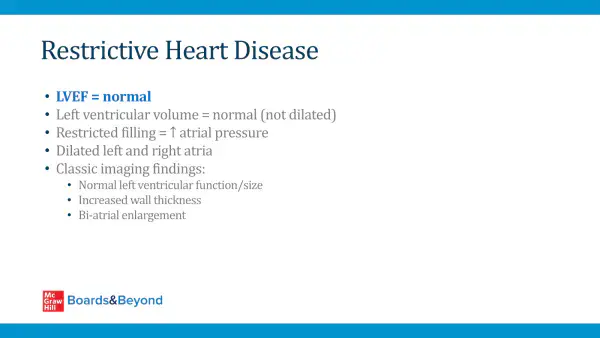 Restrictive Heart Disease
• LVEF = normal
• Left ventricular volume = normal (not dilated)
• Restricted filling = ↑ atrial pressure
• Dilated left and right atria
• Classic imaging findings:
• Normal left ventricular function/size
• Increased wall thickness
• Bi-atrial enlargement
Mc
Graw
Hill
Boards&Beyond